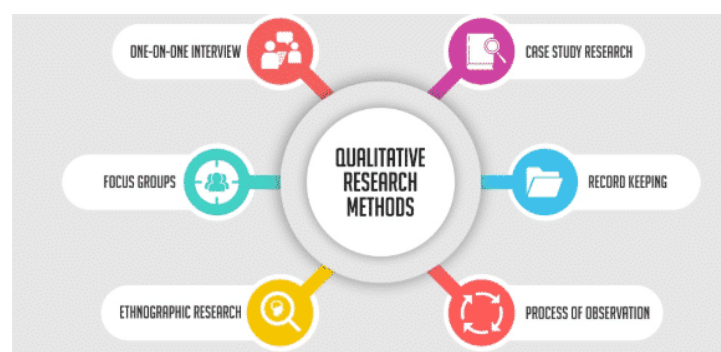 ONE-ON-ONE INTERVIEW
CASE STUDY RESEARCH
QUALITATIVE
RESEARCH
METHODS
FOCUS GROUPS
RECORD KEEPING
ETHNOGRAPHIC RESEARCH
PROCESS OF OBSERVATION